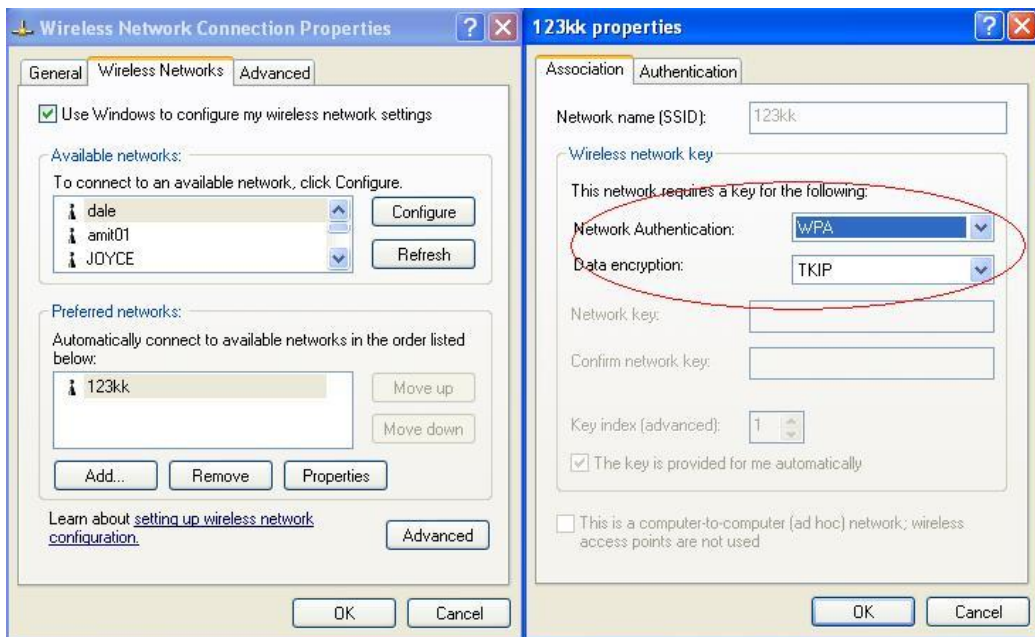 Wireless Network Connection Properties
General
Wireless Networks
Advanced
Use Windows to configure my wireless network settings
Available networks:
To connect to an available network, click Configure.
dale
amit01
JOYCE
Configure
Refresh
Preferred networks:
Automatically connect to available networks in the order listed
below:
123kk
Move up
Move down
Add...
Remove
Properties
Learn about setting up wireless network
configuration.
Advanced
OK
Cancel
123kk properties
Association
Authentication
Network name (SSID):
123kk
Wireless network key
This network requires a key for the following:
Network Authentication:
WPA
Data encryption:
TKIP
Network key:
Confirm network key:
Key index (advanced):
1
The key is provided for me automatically
This is a computer-to-computer (ad hoc) network; wireless
access points are not used
OK
Cancel